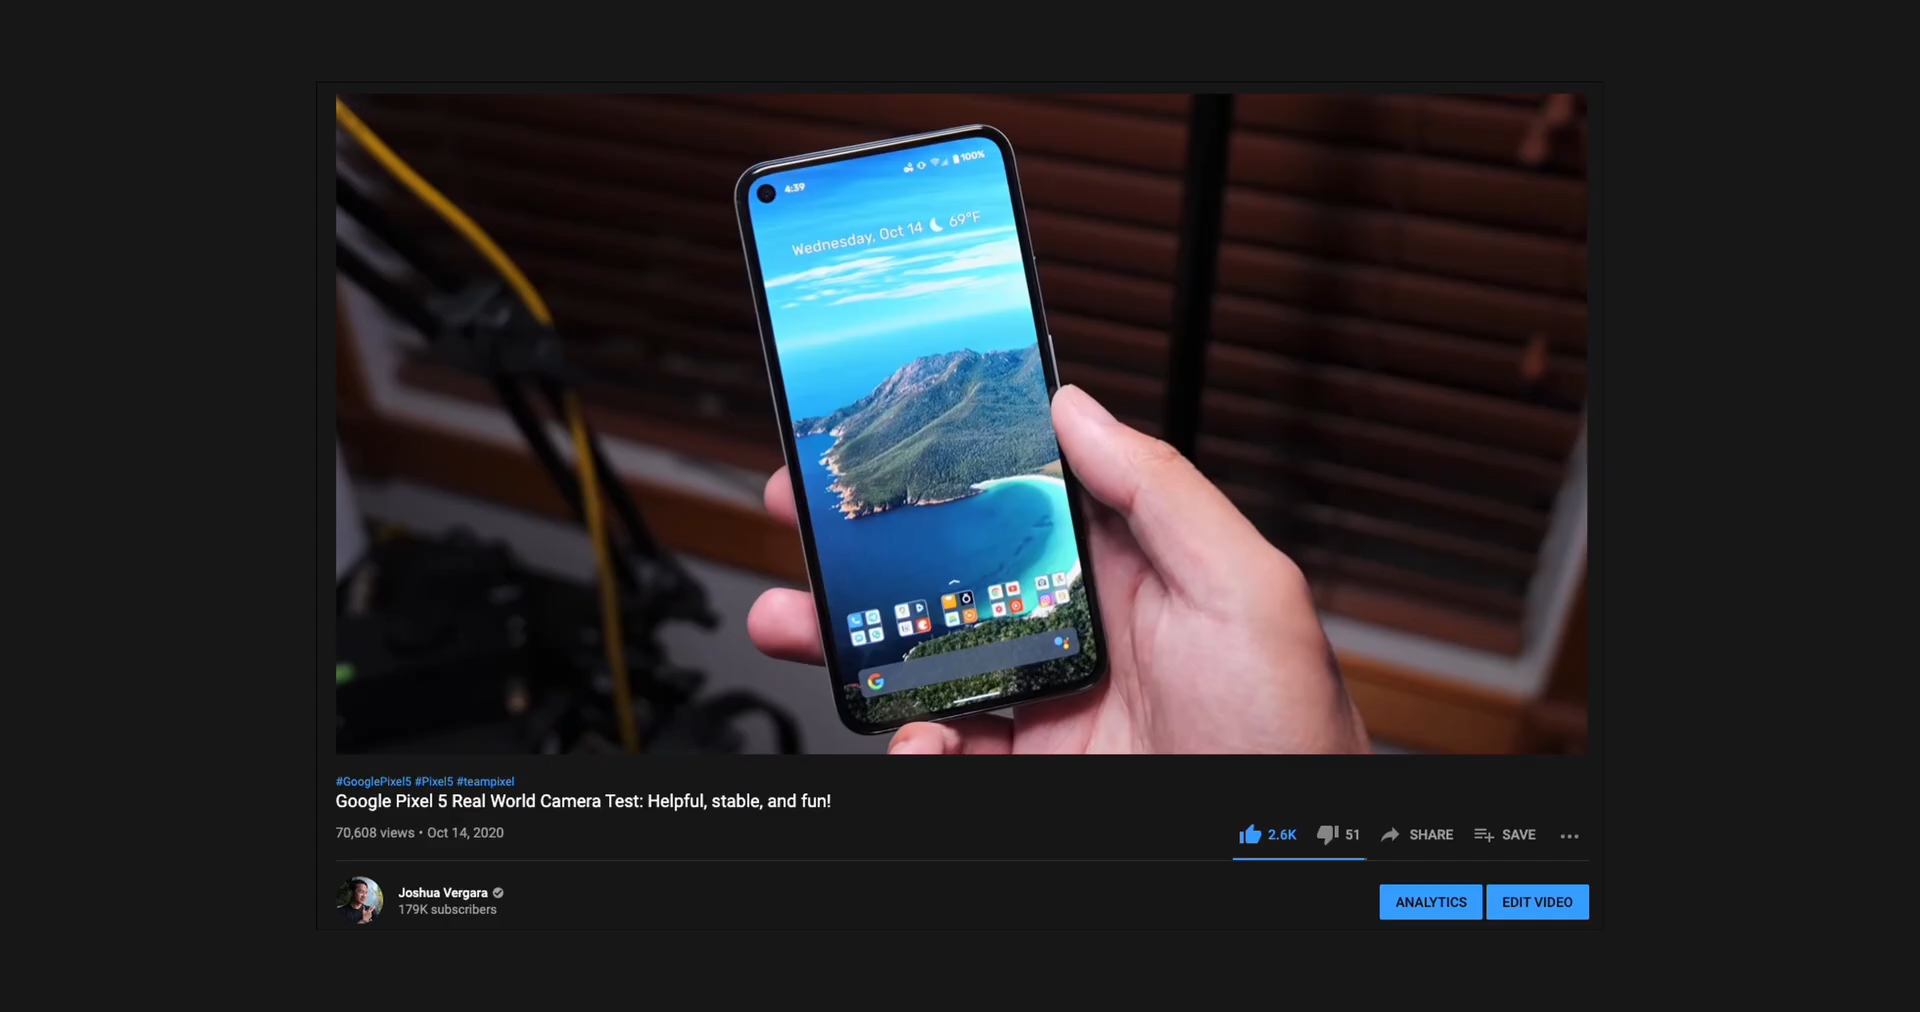 4:39
100%
Wednesday, Oct 14 69°F
#GooglePixel5 #Pixel5 #teampixel
Google Pixel 5 Real World Camera Test: Helpful, stable, and fun!
70,608 views • Oct 14, 2020
2.6K 51 SHARE SAVE
Joshua Vergara
179K subscribers
ANALYTICS EDIT VIDEO